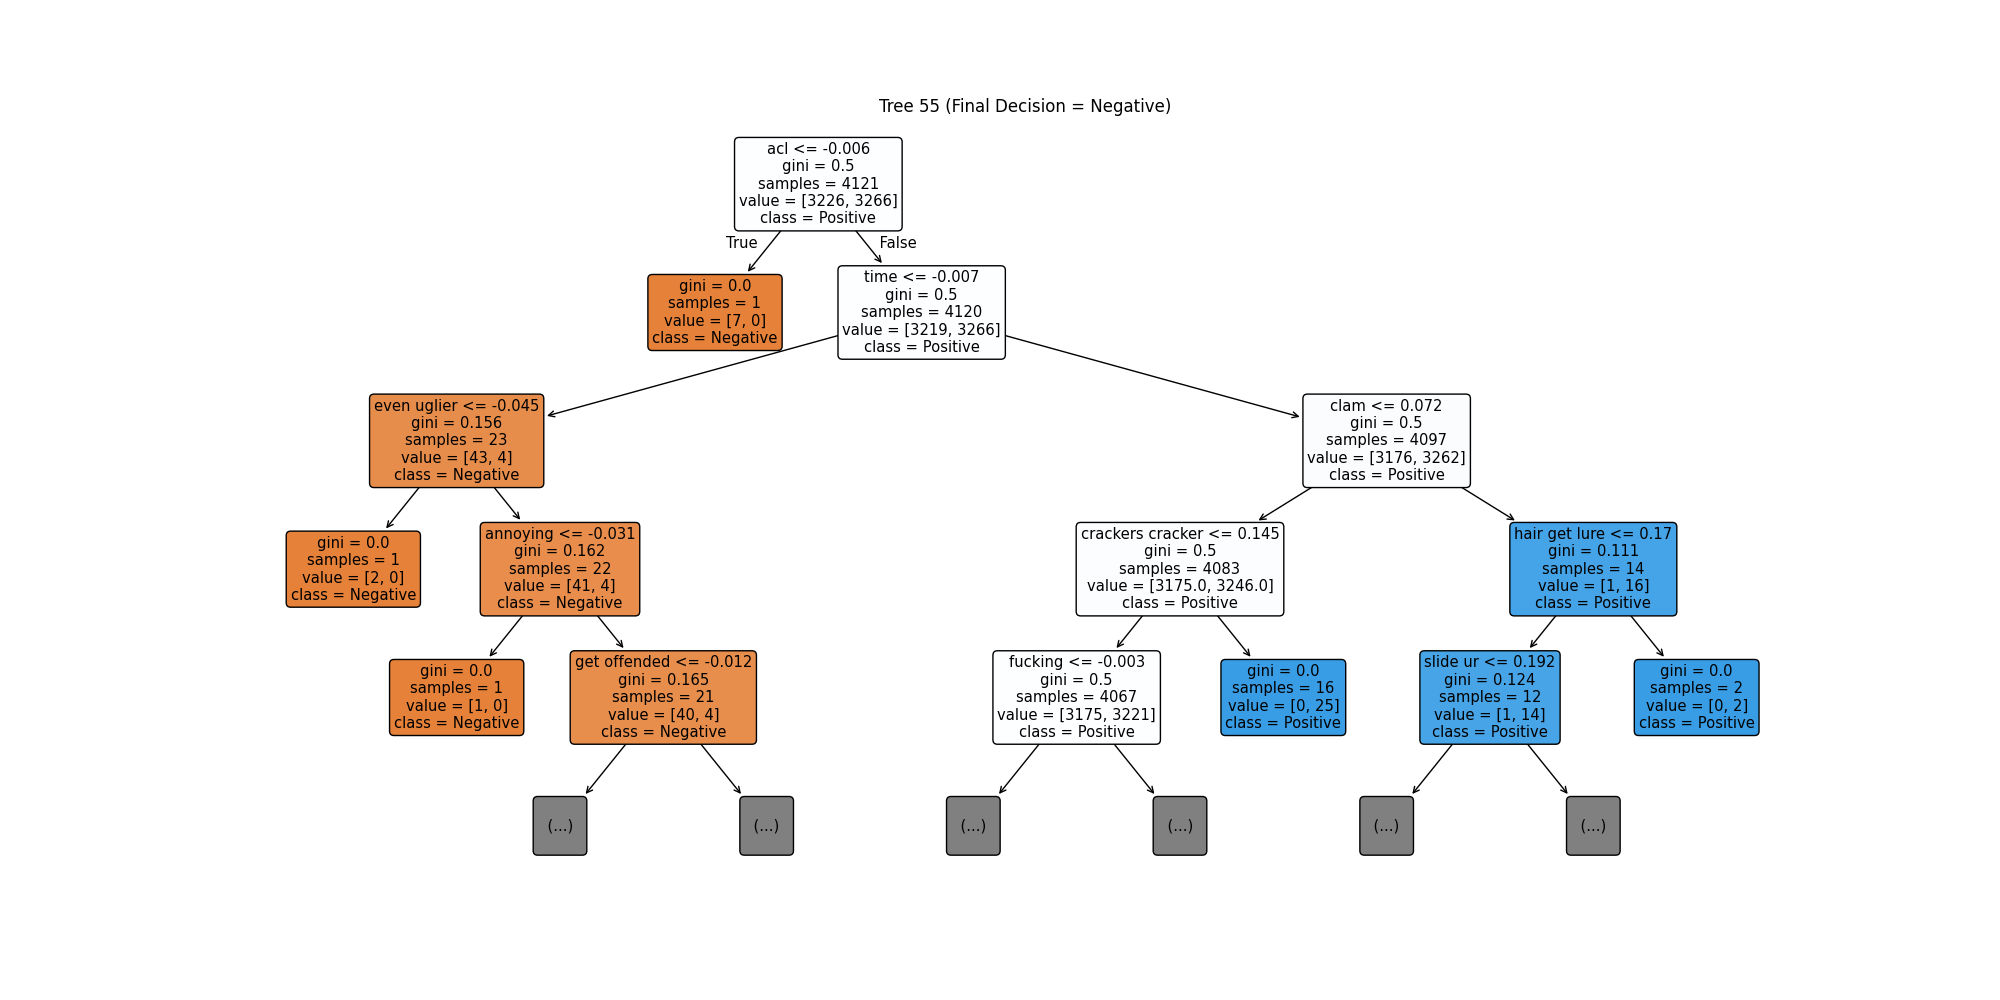 Tree 55 (Final Decision = Negative)
acl <= -0.006
gini = 0.5
samples = 4121
value = [3226, 3266]
class = Positive
True
False
gini = 0.0
samples = 1
value = [7, 0]
class = Negative
time <= -0.007
gini = 0.5
samples = 4120
value = [3219, 3266]
class = Positive
even uglier <= -0.045
gini = 0.156
samples = 23
value = [43, 4]
class = Negative
clam <= 0.072
gini = 0.5
samples = 4097
value = [3176, 3262]
class = Positive
gini = 0.0
samples = 1
value = [2, 0]
class = Negative
annoying <= -0.031
gini = 0.162
samples = 22
value = [41, 4]
class = Negative
crackers cracker <= 0.145
gini = 0.5
samples = 4083
value = [3175.0, 3246.0]
class = Positive
hair get lure <= 0.17
gini = 0.111
samples = 14
value = [1, 16]
class = Positive
gini = 0.0
samples = 1
value = [1, 0]
class = Negative
get offended <= -0.012
gini = 0.165
samples = 21
value = [40, 4]
class = Negative
fucking <= -0.003
gini = 0.5
samples = 4067
value = [3175, 3221]
class = Positive
gini = 0.0
samples = 16
value = [0, 25]
class = Positive
slide ur <= 0.192
gini = 0.124
samples = 12
value = [1, 14]
class = Positive
gini = 0.0
samples = 2
value = [0, 2]
class = Positive
(...)
(...)
(...)
(...)
(...)
(...)